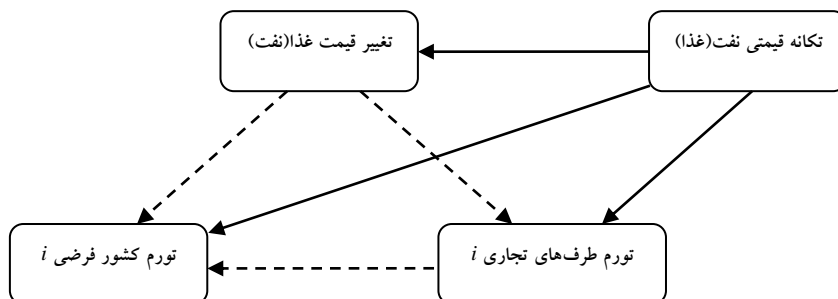 تکانه قیمتی نفت(غذا)
تغییر قیمت غذا(نفت)
تورم طرف‌های تجاری i
تورم کشور فرضی i